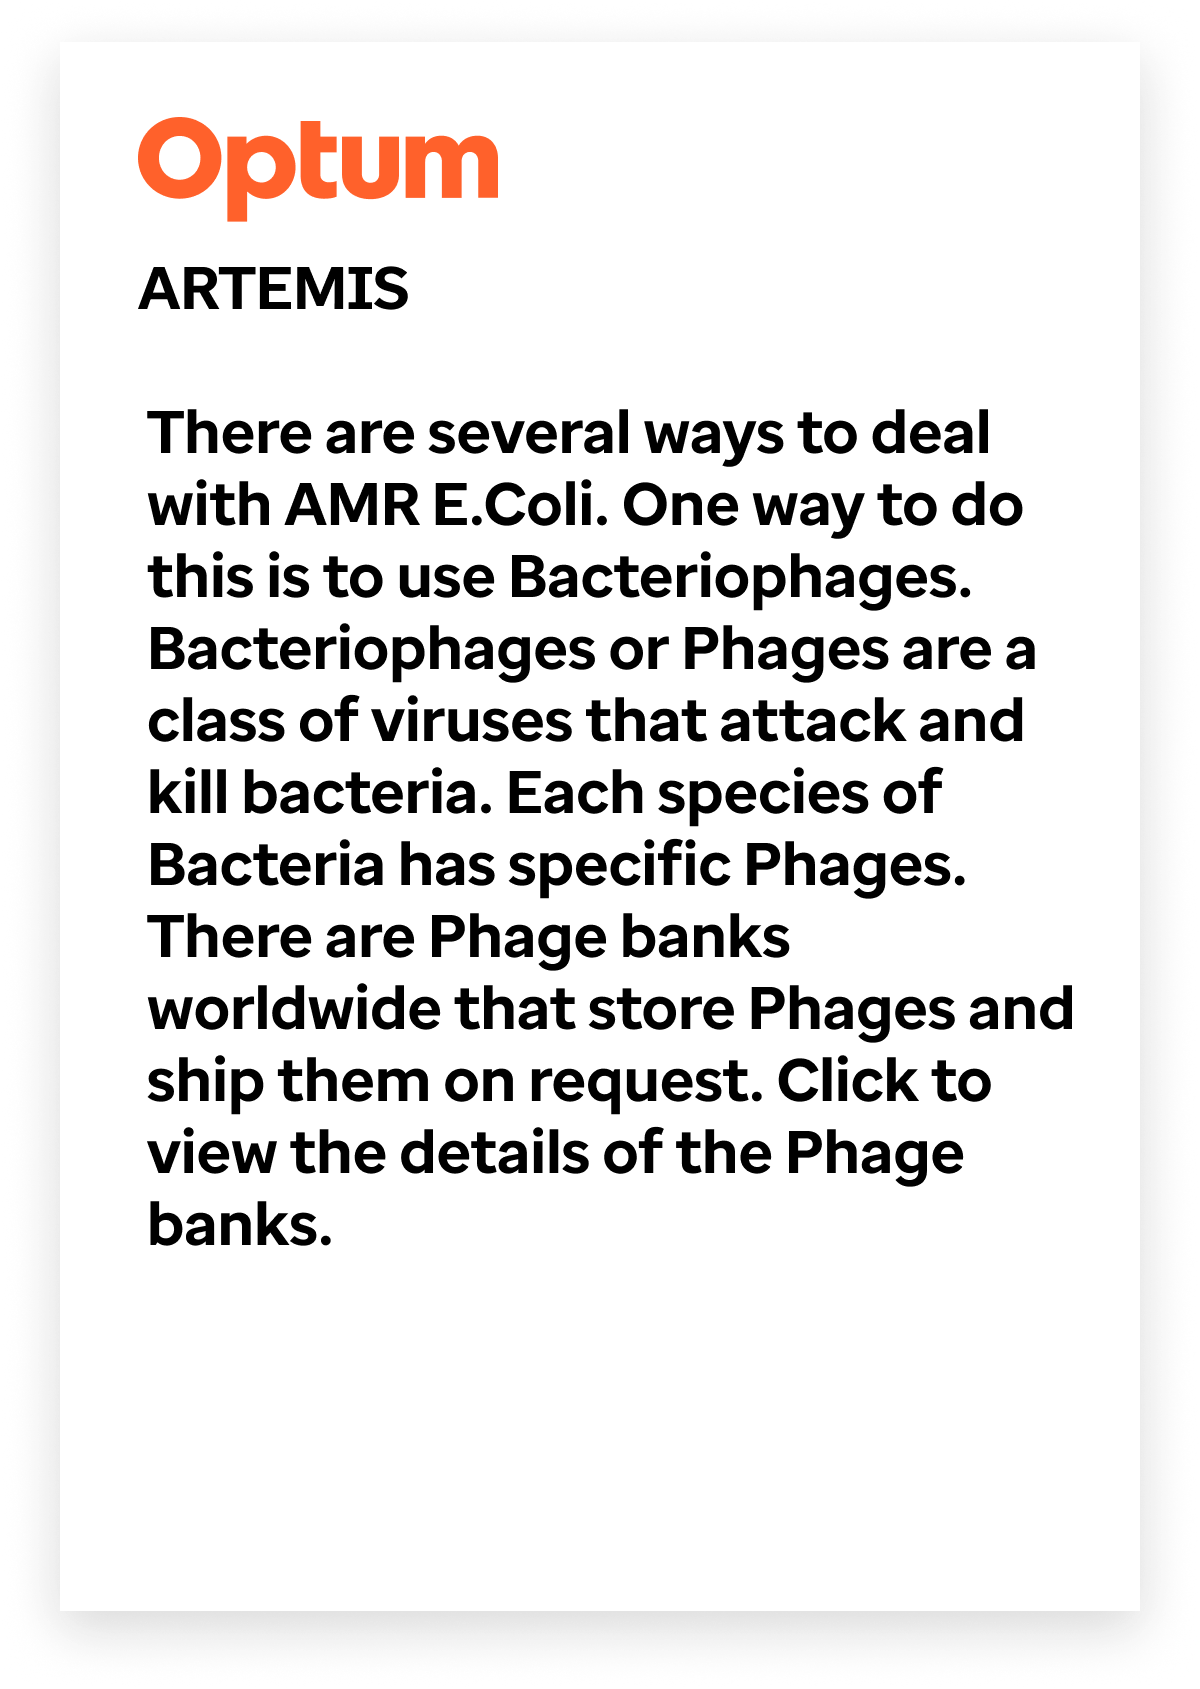 Optum
ARTEMIS
There are several ways to deal
with AMR E.Coli. One way to do
this is to use Bacteriophages.
Bacteriophages or Phages are a
class of viruses that attack and
kill bacteria. Each species of
Bacteria has specific Phages.
There are Phage banks
worldwide that store Phages and
ship them on request. Click to
view the details of the Phage
banks.